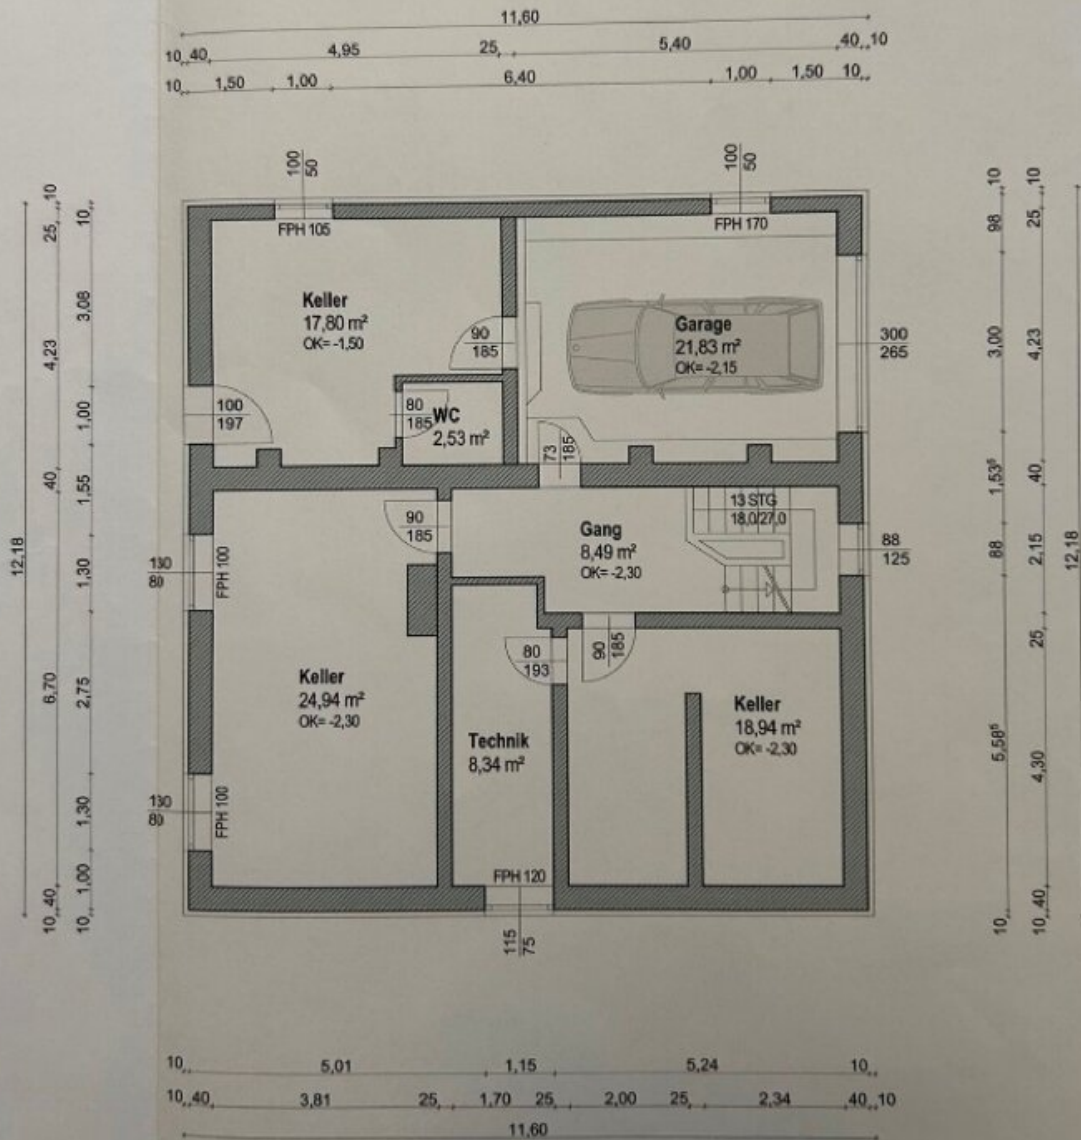 11,60
10 40 4,95 25 5,40 40 10
10 1,50 1,00 6,40 1,00 1,50 10
100
50
100
50
FPH 105
FPH 170
Keller
17,80 m²
OK= -1,50
90
185
Garage
21,83 m²
OK= -2,15
300
265
100
197
80
185
WC
2,53 m²
73
185
90
185
Gang
8,49 m²
OK= -2,30
13 STG
18,0/27,0
88
125
130
80
FPH 100
Keller
24,94 m²
OK= -2,30
80
193
90
185
Keller
18,94 m²
OK= -2,30
Technik
8,34 m²
130
80
FPH 100
FPH 120
115
75
12,18
10 40 6,70 40 4,23 25 10
10 1,00 1,30 2,75 1,30 1,55 1,00 3,08 10
10 5,58⁵ 88 1,53⁵ 3,00 98 10
10 40 4,30 25 2,15 40 4,23 25 10
12,18
10 5,01 1,15 5,24 10
10 40 3,81 25 1,70 25 2,00 25 2,34 40 10
11,60